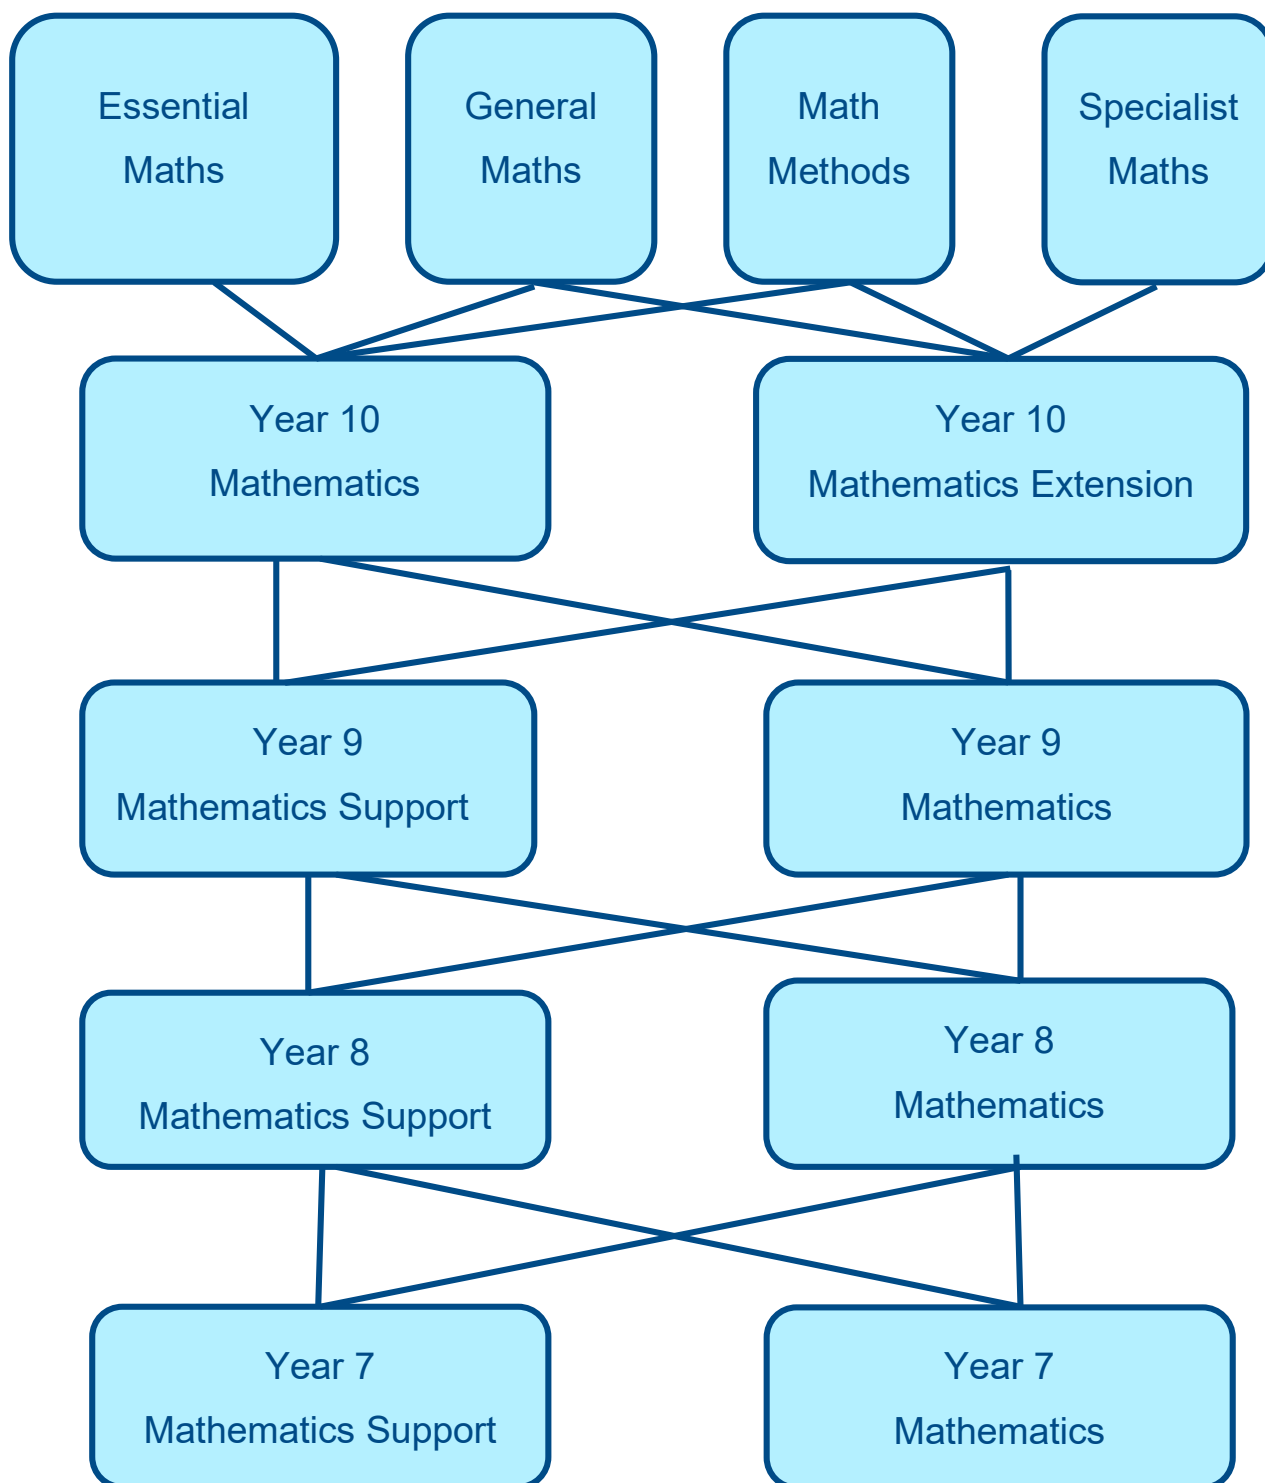 Essential
Maths
General
Maths
Math
Methods
Specialist
Maths
Year 10
Mathematics
Year 10
Mathematics Extension
Year 9
Mathematics Support
Year 9
Mathematics
Year 8
Mathematics Support
Year 8
Mathematics
Year 7
Mathematics Support
Year 7
Mathematics